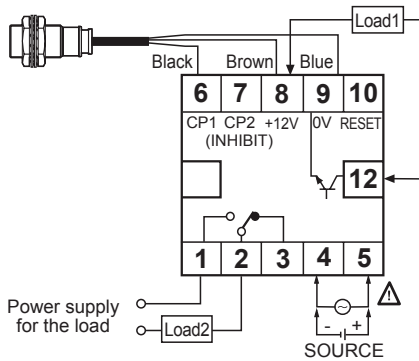 Load1
Black Brown Blue
6 7 8 9 10
CP1 CP2 +12V 0V RESET
(INHIBIT)
12
1 2 3 4 5
Power supply
for the load
Load2
- +
SOURCE